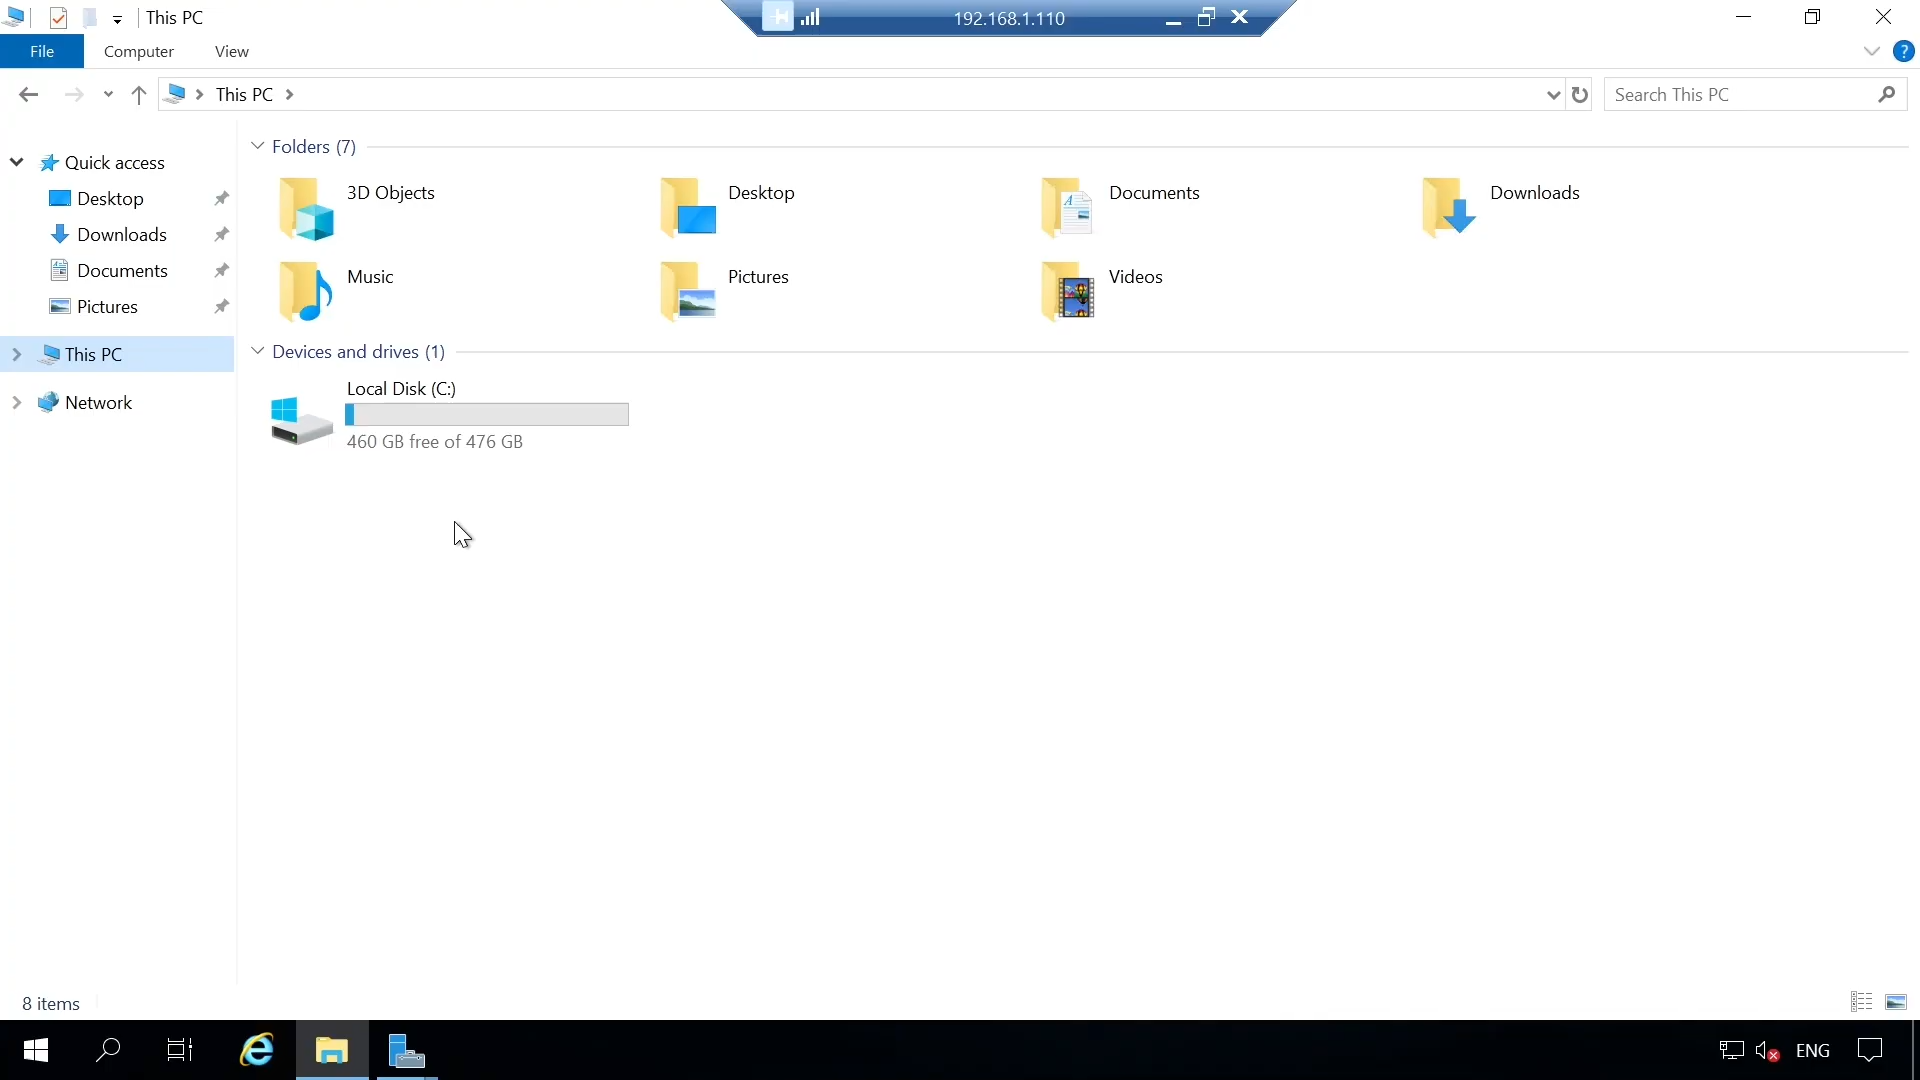 This PC
192.168.1.110
File Computer View
?
This PC
Search This PC
Quick access
Desktop
Downloads
Documents
Pictures
This PC
Network
Folders (7)
3D Objects
Desktop
Documents
Downloads
Music
Pictures
Videos
Devices and drives (1)
Local Disk (C:)
460 GB free of 476 GB
8 items
ENG